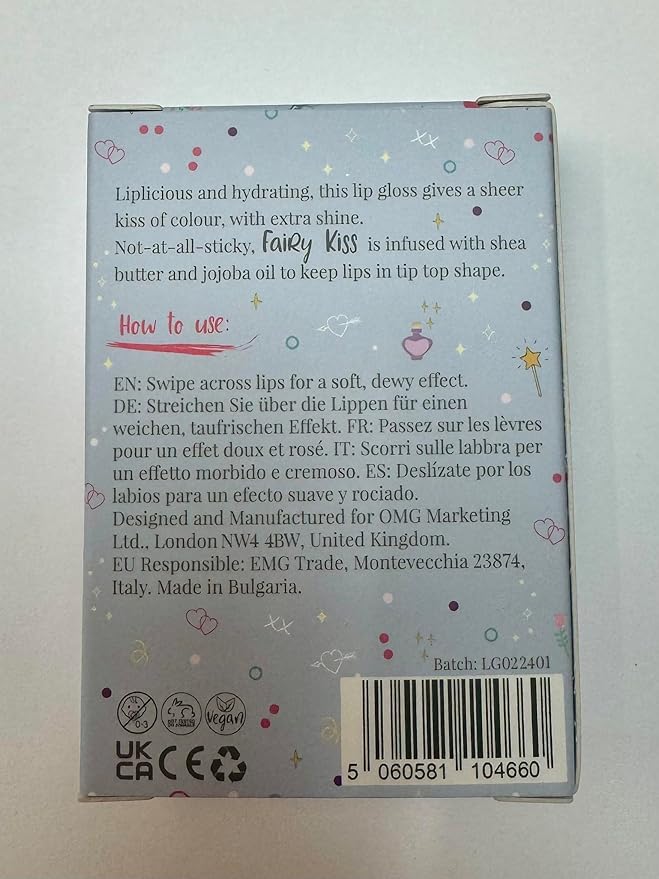 Liplicious and hydrating, this lip gloss gives a sheer
kiss of colour, with extra shine.
Not-at-all-sticky, Fairy Kiss is infused with shea
butter and jojoba oil to keep lips in tip top shape.
How to use:
EN: Swipe across lips for a soft, dewy effect.
DE: Streichen Sie über die Lippen für einen
weichen, taufrischen Effekt. FR: Passez sur les lèvres
pour un effet doux et rosé. IT: Scorri sulle labbra per
un effetto morbido e cremoso. ES: Deslízate por los
labios para un efecto suave y rociado.
Designed and Manufactured for OMG Marketing
Ltd., London NW4 4BW, United Kingdom.
EU Responsible: EMG Trade, Montevecchia 23874,
Italy. Made in Bulgaria.
Batch: LG022401
0-3
Vegan
UK
CA CE
5 060581 104660